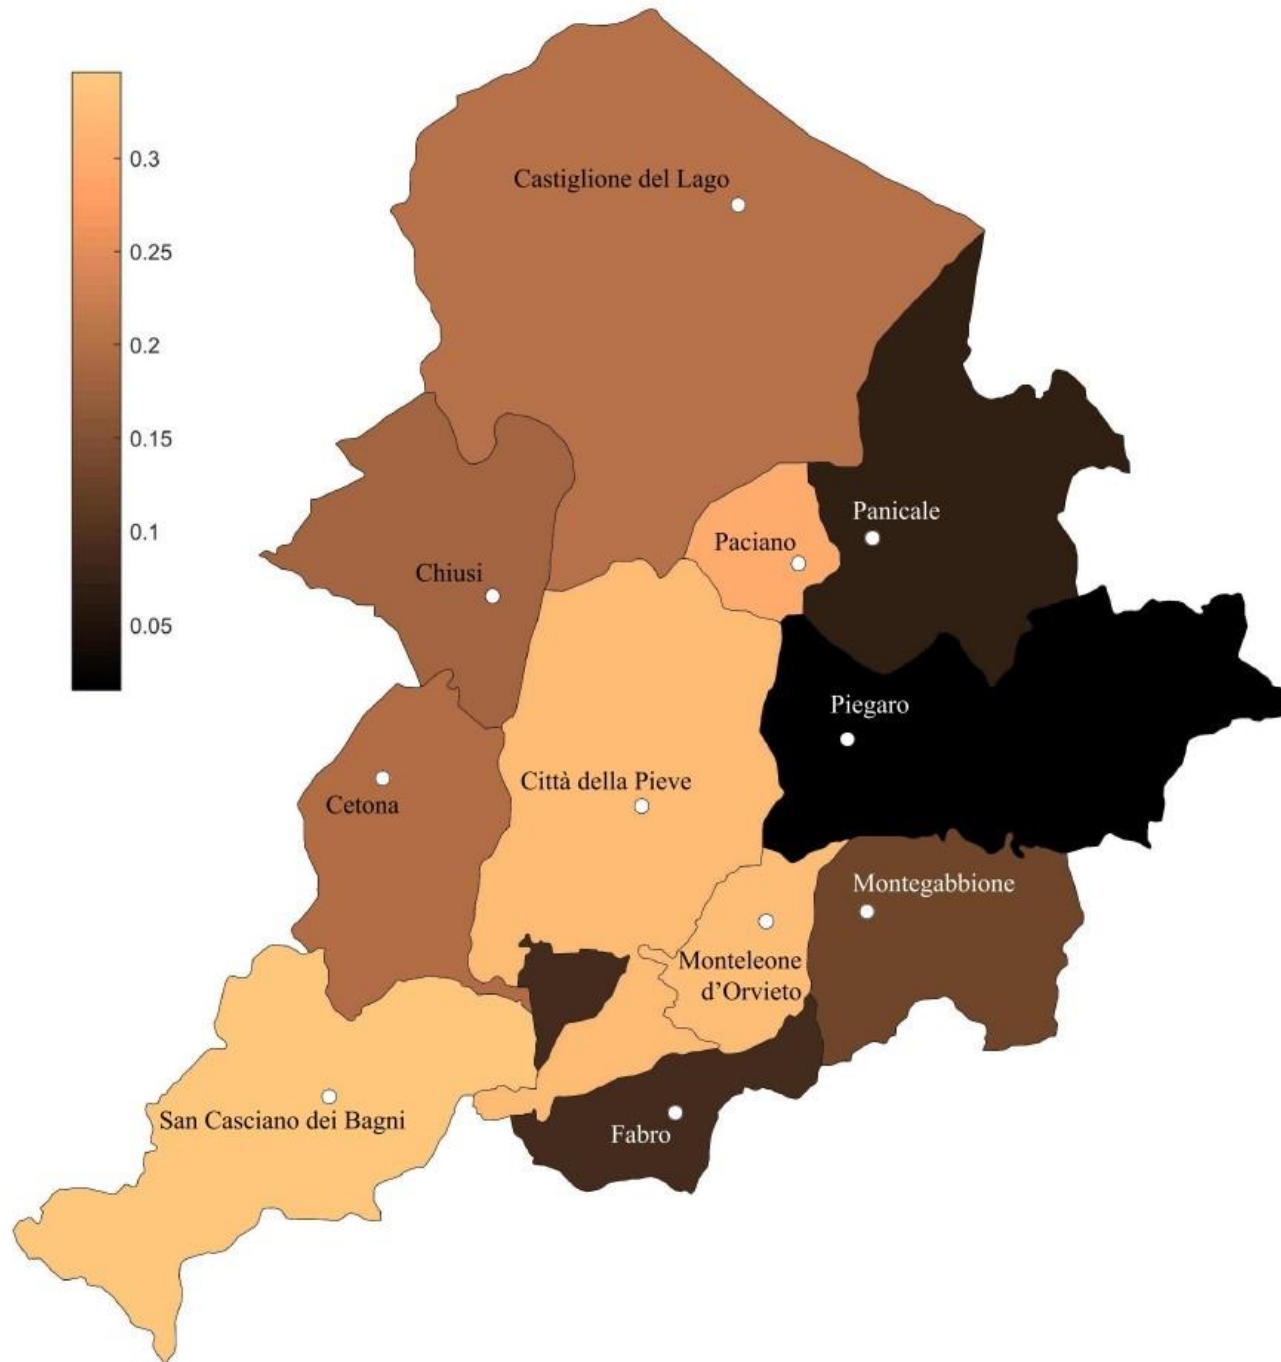 0.3
0.25
0.2
0.15
0.1
0.05
Castiglione del Lago
Panicale
Paciano
Chiusi
Piegaro
Città della Pieve
Cetona
Montegabbione
Monteleone
d’Orvieto
San Casciano dei Bagni
Fabro